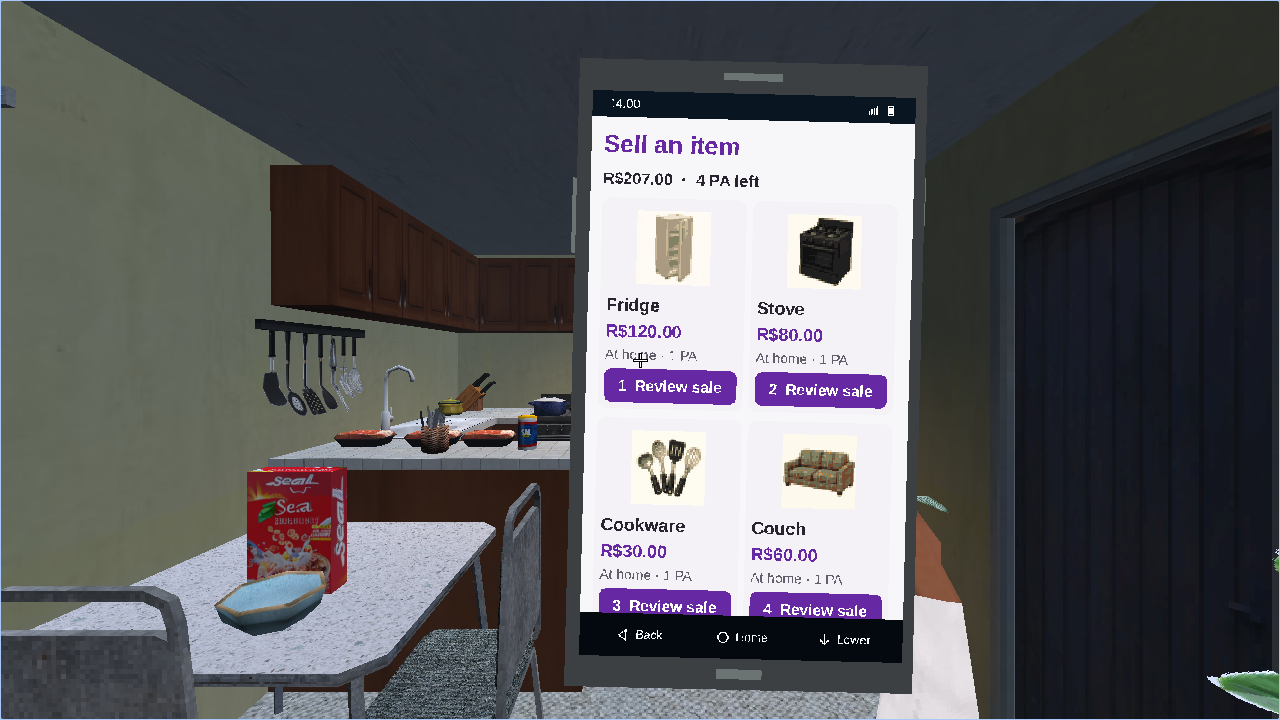 14:00
Sell an item
R$207.00 · 4 PA left
Fridge
R$120.00
At home · 1 PA
1 Review sale
Stove
R$80.00
At home · 1 PA
2 Review sale
Cookware
R$30.00
At home · 1 PA
3 Review sale
Couch
R$60.00
At home · 1 PA
4 Review sale
Back
Home
Lower